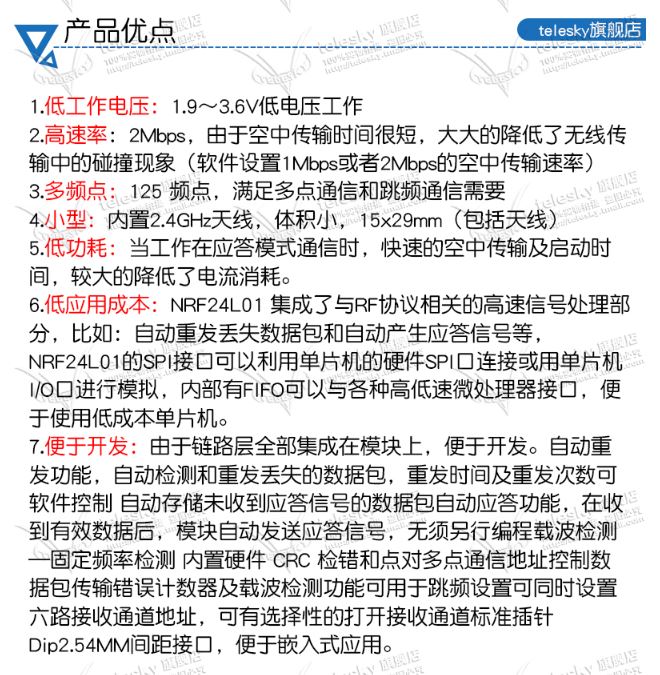 产品优点
telesky旗舰店
1.低工作电压：1.9～3.6V低电压工作
2.高速率：2Mbps，由于空中传输时间很短，大大的降低了无线传
输中的碰撞现象（软件设置1Mbps或者2Mbps的空中传输速率）
3.多频点：125 频点，满足多点通信和跳频通信需要
4.小型：内置2.4GHz天线，体积小，15x29mm（包括天线）
5.低功耗：当工作在应答模式通信时，快速的空中传输及启动时
间，较大的降低了电流消耗。
6.低应用成本：NRF24L01 集成了与RF协议相关的高速信号处理部
分，比如：自动重发丢失数据包和自动产生应答信号等，
NRF24L01的SPI接口可以利用单片机的硬件SPI口连接或用单片机
I/O口进行模拟，内部有FIFO可以与各种高低速微处理器接口，便
于使用低成本单片机。
7.便于开发：由于链路层全部集成在模块上，便于开发。自动重
发功能，自动检测和重发丢失的数据包，重发时间及重发次数可
软件控制 自动存储未收到应答信号的数据包自动应答功能，在收
到有效数据后，模块自动发送应答信号，无须另行编程载波检测
—固定频率检测 内置硬件 CRC 检错和点对多点通信地址控制数
据包传输错误计数器及载波检测功能可用于跳频设置可同时设置
六路接收通道地址，可有选择性的打开接收通道标准插针
Dip2.54MM间距接口，便于嵌入式应用。